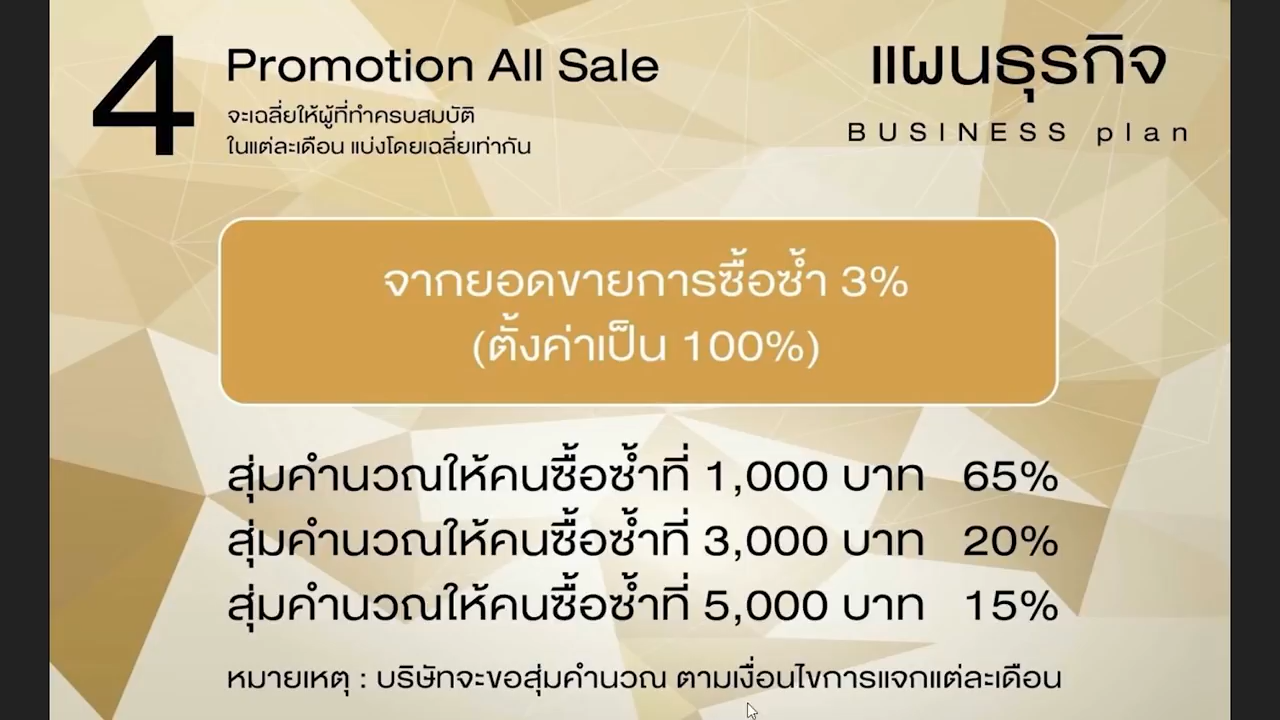 4
Promotion All Sale
จะเฉลี่ยให้ผู้ที่ทำครบสมบัติ
ในแต่ละเดือน แบ่งโดยเฉลี่ยเท่ากัน
แผนธุรกิจ
BUSINESS plan
จากยอดขายการซื้อซ้ำ 3%
(ตั้งค่าเป็น 100%)
สุ่มคำนวณให้คนซื้อซ้ำที่ 1,000 บาท 65%
สุ่มคำนวณให้คนซื้อซ้ำที่ 3,000 บาท 20%
สุ่มคำนวณให้คนซื้อซ้ำที่ 5,000 บาท 15%
หมายเหตุ : บริษัทจะขอสุ่มคำนวณ ตามเงื่อนไขการแจกแต่ละเดือน